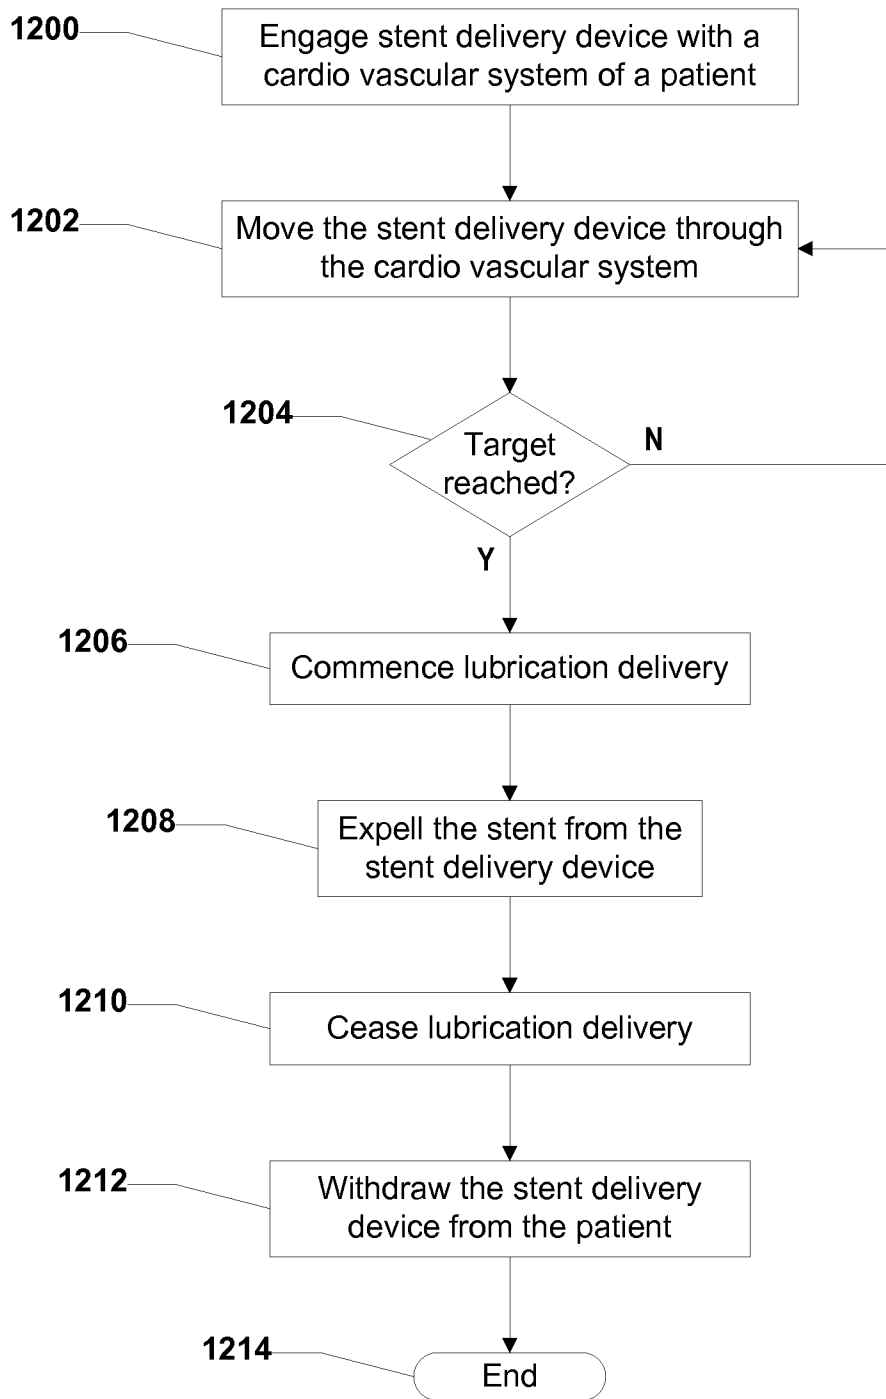 1200
Engage stent delivery device with a
cardio vascular system of a patient
1202
Move the stent delivery device through
the cardio vascular system
1204
Target
reached?
N
Y
1206
Commence lubrication delivery
1208
Expell the stent from the
stent delivery device
1210
Cease lubrication delivery
1212
Withdraw the stent delivery
device from the patient
1214
End